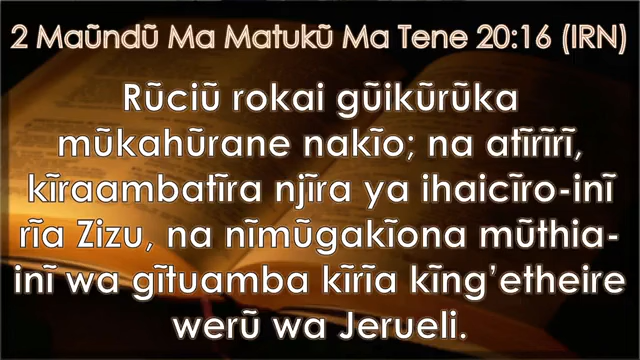 2 Maũndũ Ma Matukũ Ma Tene 20:16 (IRN)
Rũciũ rokai gũikũrũka
mũkahũrane nakĩo; na atĩrĩrĩ,
kĩraambatĩra njĩra ya ihaicĩro-inĩ
rĩa Zizu, na nĩmũgakĩona mũthia-
inĩ wa gĩtuamba kĩrĩa kĩng’etheire
werũ wa Jerueli.